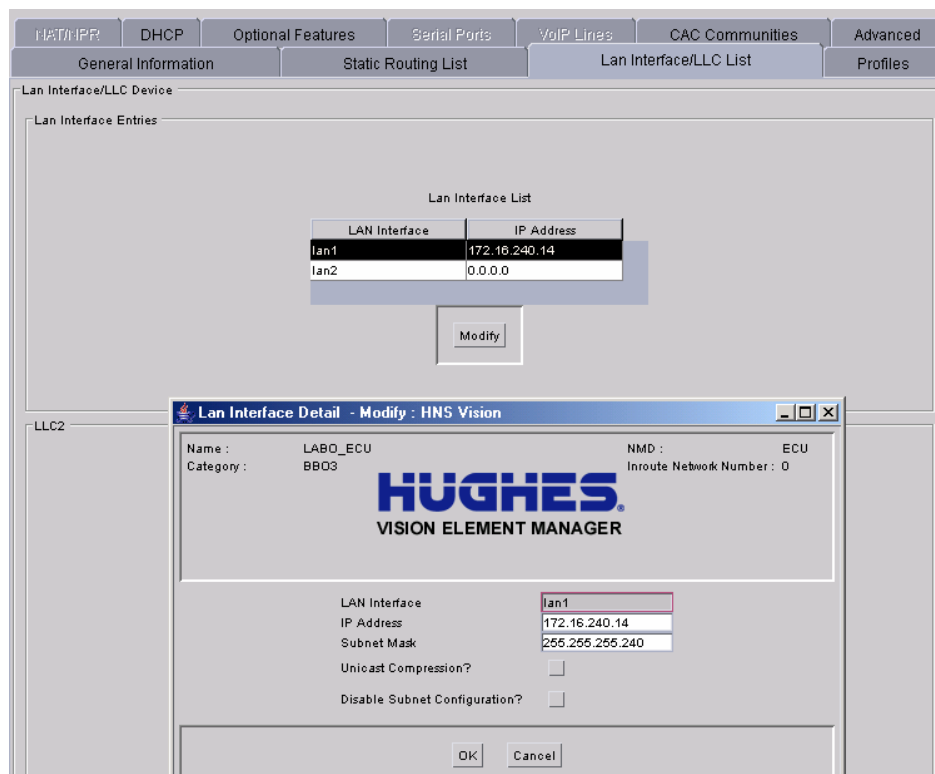 NAT/NPR DHCP Optional Features Serial Ports VoIP Lines CAC Communities Advanced
General Information Static Routing List Lan Interface/LLC List Profiles
Lan Interface/LLC Device
Lan Interface Entries
Lan Interface List
LAN Interface IP Address
lan1 172.16.240.14
lan2 0.0.0.0
Modify
LLC2
Lan Interface Detail - Modify : HNS Vision
Name : LABO_ECU NMD : ECU
Category : BBO3 Inroute Network Number : 0
HUGHES.
VISION ELEMENT MANAGER
LAN Interface lan1
IP Address 172.16.240.14
Subnet Mask 255.255.255.240
Unicast Compression?
Disable Subnet Configuration?
OK Cancel